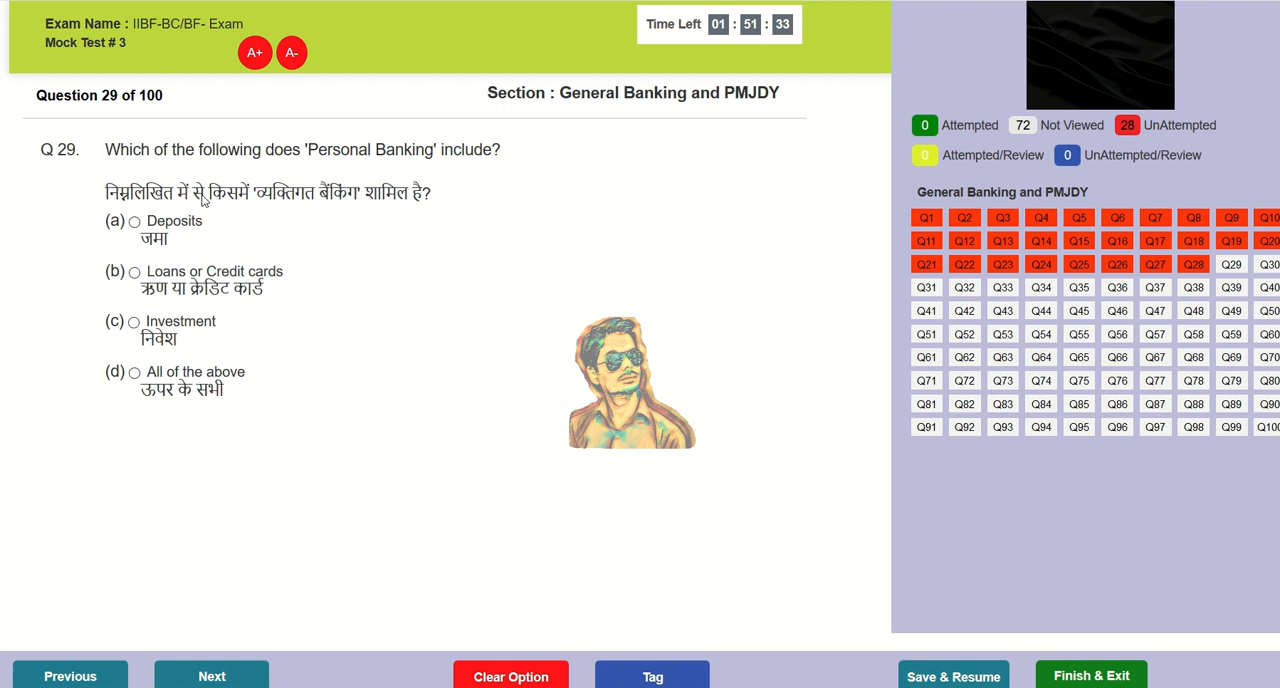 Exam Name : IIBF-BC/BF- Exam
Mock Test # 3
A+ A-
Time Left 01 : 51 : 33
Question 29 of 100
Section : General Banking and PMJDY
Q 29. Which of the following does 'Personal Banking' include?
निम्नलिखित में से किसमें 'व्यक्तिगत बैंकिंग' शामिल है?
(a) Deposits
जमा
(b) Loans or Credit cards
ऋण या क्रेडिट कार्ड
(c) Investment
निवेश
(d) All of the above
ऊपर के सभी
0 Attempted 72 Not Viewed 28 UnAttempted
0 Attempted/Review 0 UnAttempted/Review
General Banking and PMJDY
Q1 Q2 Q3 Q4 Q5 Q6 Q7 Q8 Q9 Q10
Q11 Q12 Q13 Q14 Q15 Q16 Q17 Q18 Q19 Q20
Q21 Q22 Q23 Q24 Q25 Q26 Q27 Q28 Q29 Q30
Q31 Q32 Q33 Q34 Q35 Q36 Q37 Q38 Q39 Q40
Q41 Q42 Q43 Q44 Q45 Q46 Q47 Q48 Q49 Q50
Q51 Q52 Q53 Q54 Q55 Q56 Q57 Q58 Q59 Q60
Q61 Q62 Q63 Q64 Q65 Q66 Q67 Q68 Q69 Q70
Q71 Q72 Q73 Q74 Q75 Q76 Q77 Q78 Q79 Q80
Q81 Q82 Q83 Q84 Q85 Q86 Q87 Q88 Q89 Q90
Q91 Q92 Q93 Q94 Q95 Q96 Q97 Q98 Q99 Q100
Previous Next Clear Option Tag Save & Resume Finish & Exit